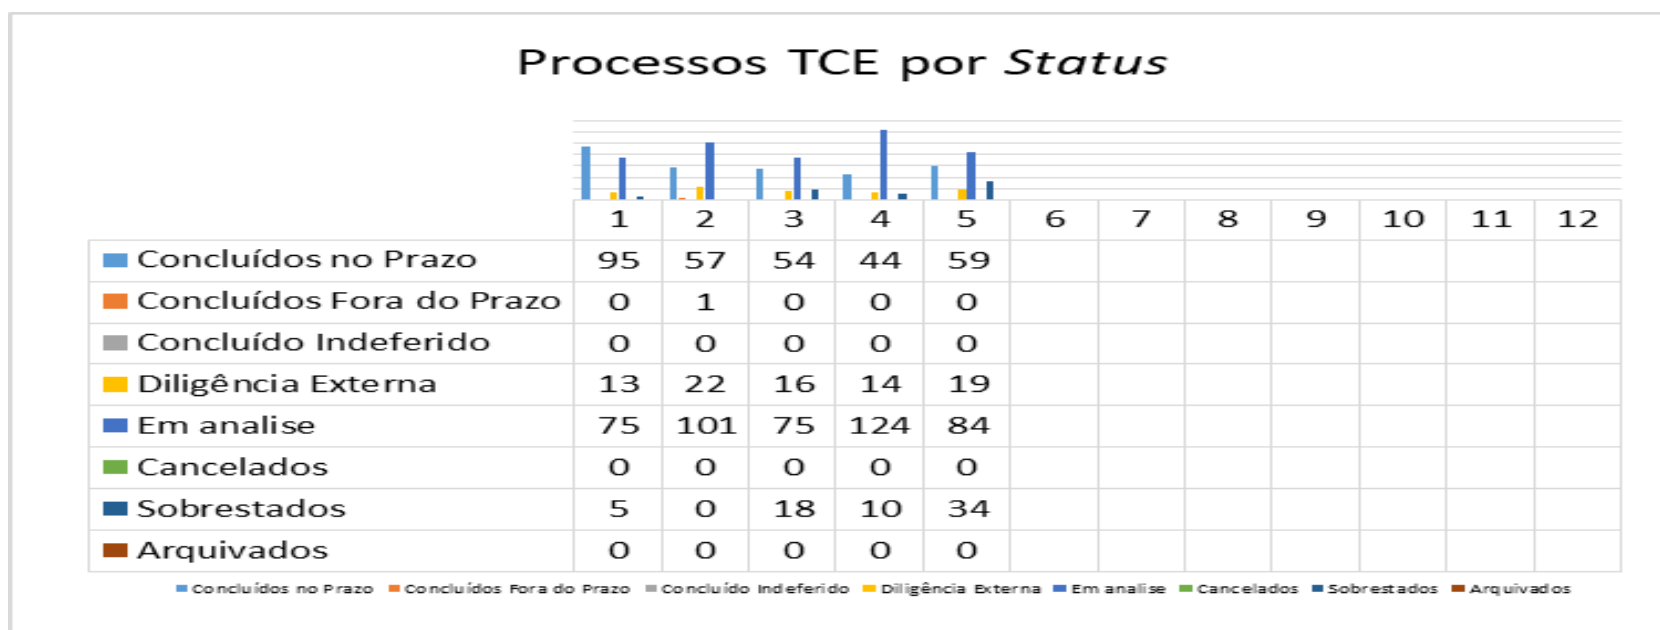 Processos TCE por Status
1 2 3 4 5 6 7 8 9 10 11 12
Concluídos no Prazo 95 57 54 44 59
Concluídos Fora do Prazo 0 1 0 0 0
Concluído Indeferido 0 0 0 0 0
Diligência Externa 13 22 16 14 19
Em analise 75 101 75 124 84
Cancelados 0 0 0 0 0
Sobrestados 5 0 18 10 34
Arquivados 0 0 0 0 0
Concluídos no Prazo Concluídos Fora do Prazo Concluído Indeferido Diligência Externa Em analise Cancelados Sobrestados Arquivados